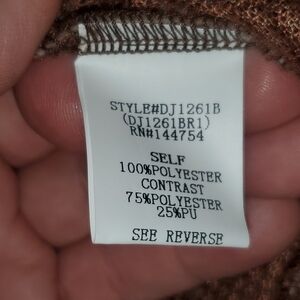 STYLE#DJ1261B
(DJ1261BR1)
RN#144754
SELF
100%POLYESTER
CONTRAST
75%POLYESTER
25%PU
SEE REVERSE